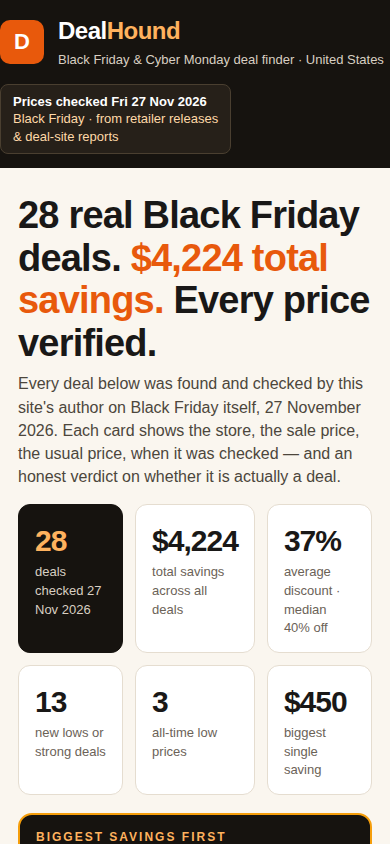 D
DealHound
Black Friday & Cyber Monday deal finder · United States
Prices checked Fri 27 Nov 2026
Black Friday · from retailer releases
& deal-site reports
28 real Black Friday
deals. $4,224 total
savings. Every price
verified.
Every deal below was found and checked by this
site's author on Black Friday itself, 27 November
2026. Each card shows the store, the sale price,
the usual price, when it was checked — and an
honest verdict on whether it is actually a deal.
28
deals
checked 27
Nov 2026
$4,224
total savings
across all
deals
37%
average
discount ·
median
40% off
13
new lows or
strong deals
3
all-time low
prices
$450
biggest
single
saving
BIGGEST SAVINGS FIRST